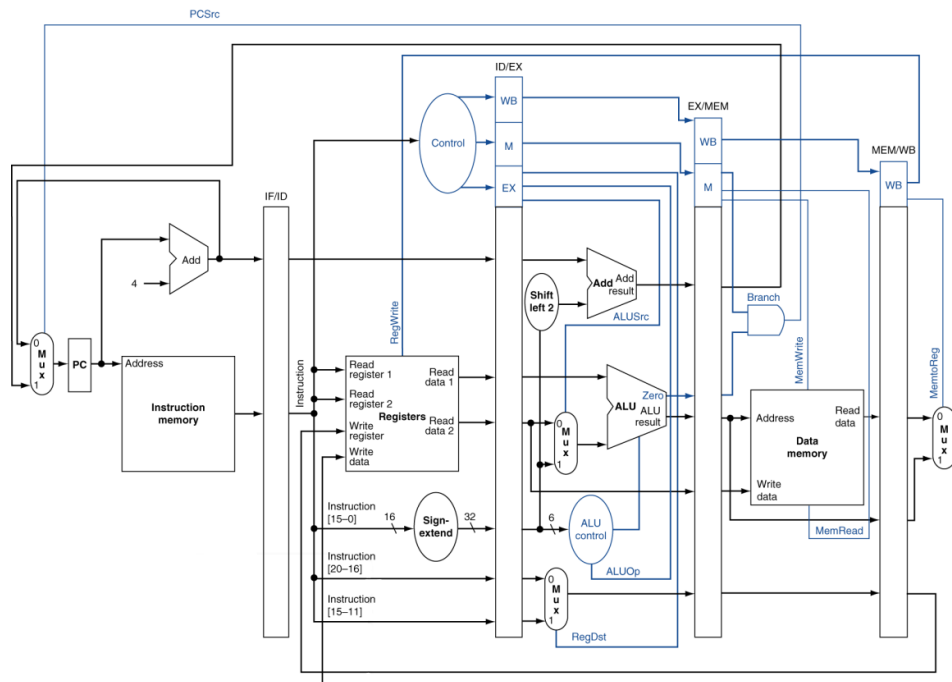 PCSrc
ID/EX
WB
EX/MEM
Control
M
WB
MEM/WB
EX
M
WB
IF/ID
Add
4
Add
Add
result
Shift
left 2
Branch
ALUSrc
RegWrite
MemWrite
MemtoReg
0
Mux
1
PC
Address
Instruction
memory
Instruction
Read
register 1
Read
data 1
Read
register 2
Registers
Read
data 2
Write
register
Write
data
0
Mux
1
Zero
ALU
ALU
result
Address
Read
data
Data
memory
Write
data
0
Mux
1
Instruction
[15–0]
16
Sign-
extend
32
6
ALU
control
MemRead
Instruction
[20–16]
ALUOp
Instruction
[15–11]
0
Mux
1
RegDst